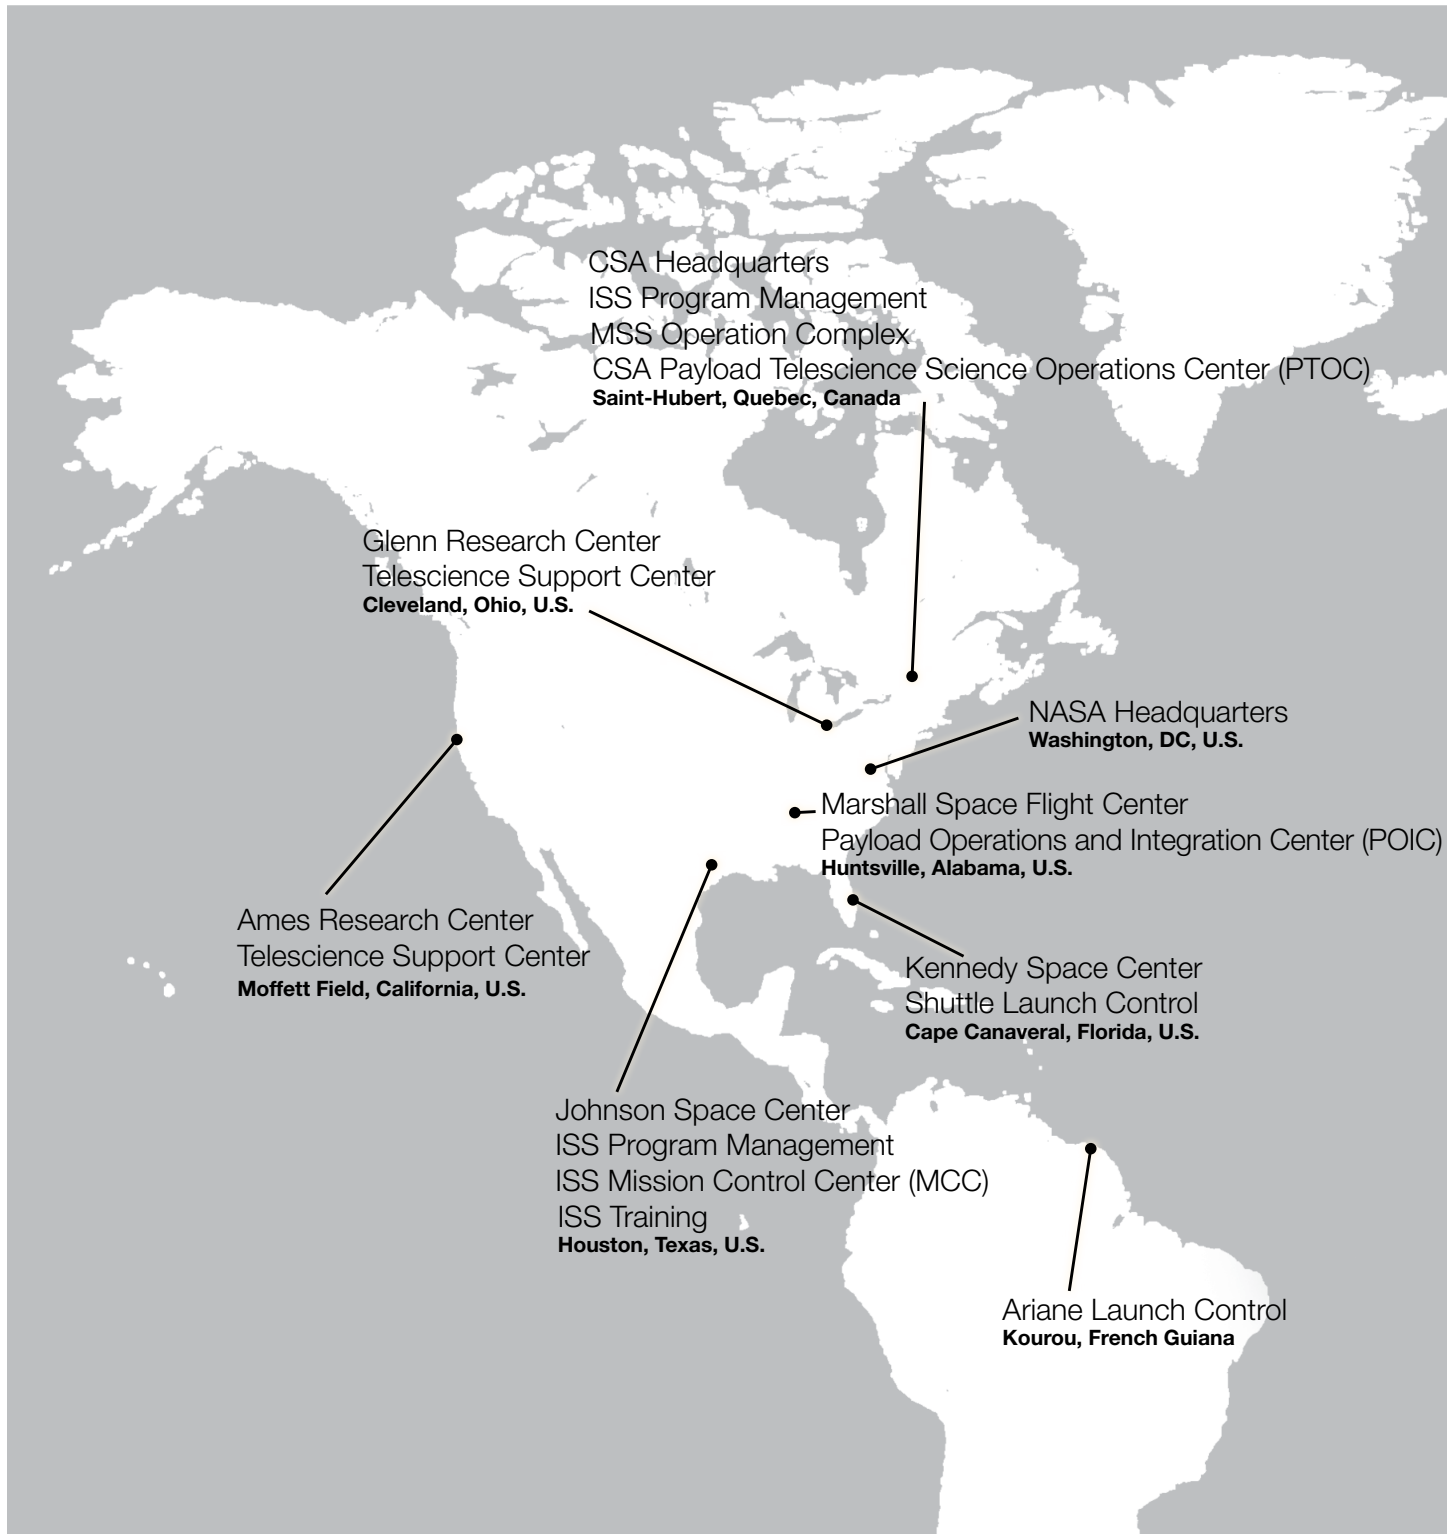 CSA Headquarters
ISS Program Management
MSS Operation Complex
CSA Payload Telescience Science Operations Center (PTOC)
Saint-Hubert, Quebec, Canada
Glenn Research Center
Telescience Support Center
Cleveland, Ohio, U.S.
NASA Headquarters
Washington, DC, U.S.
Marshall Space Flight Center
Payload Operations and Integration Center (POIC)
Huntsville, Alabama, U.S.
Ames Research Center
Telescience Support Center
Moffett Field, California, U.S.
Kennedy Space Center
Shuttle Launch Control
Cape Canaveral, Florida, U.S.
Johnson Space Center
ISS Program Management
ISS Mission Control Center (MCC)
ISS Training
Houston, Texas, U.S.
Ariane Launch Control
Kourou, French Guiana